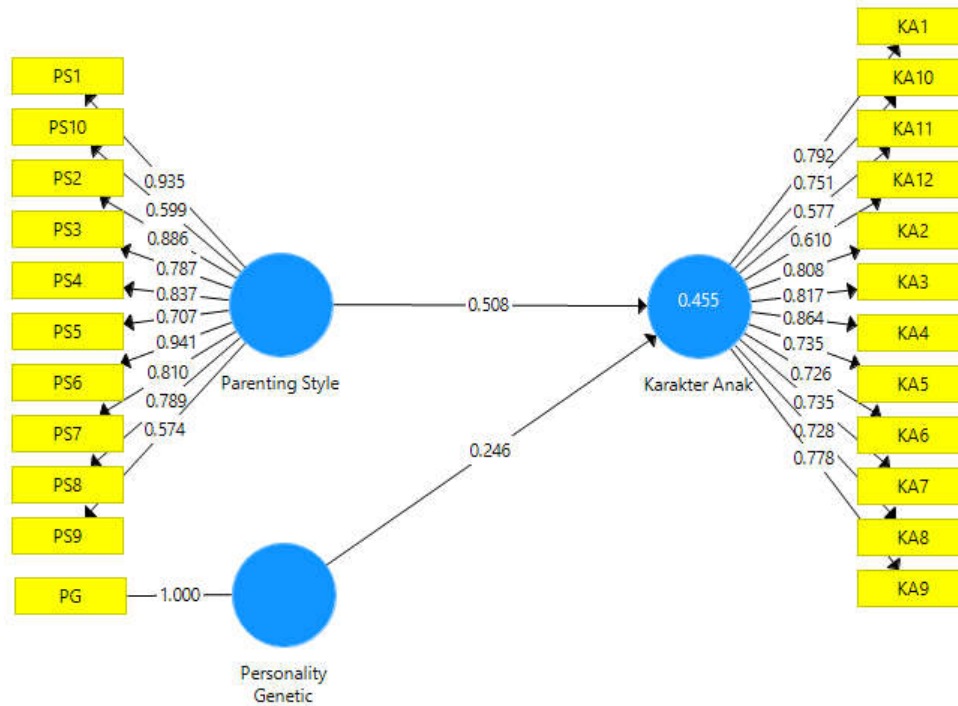 PS1
PS10
PS2
PS3
PS4
PS5
PS6
PS7
PS8
PS9
PG
0.935
0.599
0.886
0.787
0.837
0.707
0.941
0.810
0.789
0.574
1.000
Parenting Style
Personality
Genetic
0.508
0.246
0.455
Karakter Anak
0.792
0.751
0.577
0.610
0.808
0.817
0.864
0.735
0.726
0.735
0.728
0.778
KA1
KA10
KA11
KA12
KA2
KA3
KA4
KA5
KA6
KA7
KA8
KA9